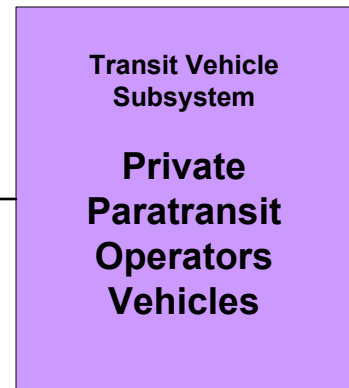 Transit Vehicle
Subsystem
Private
Paratransit
Operators
Vehicles